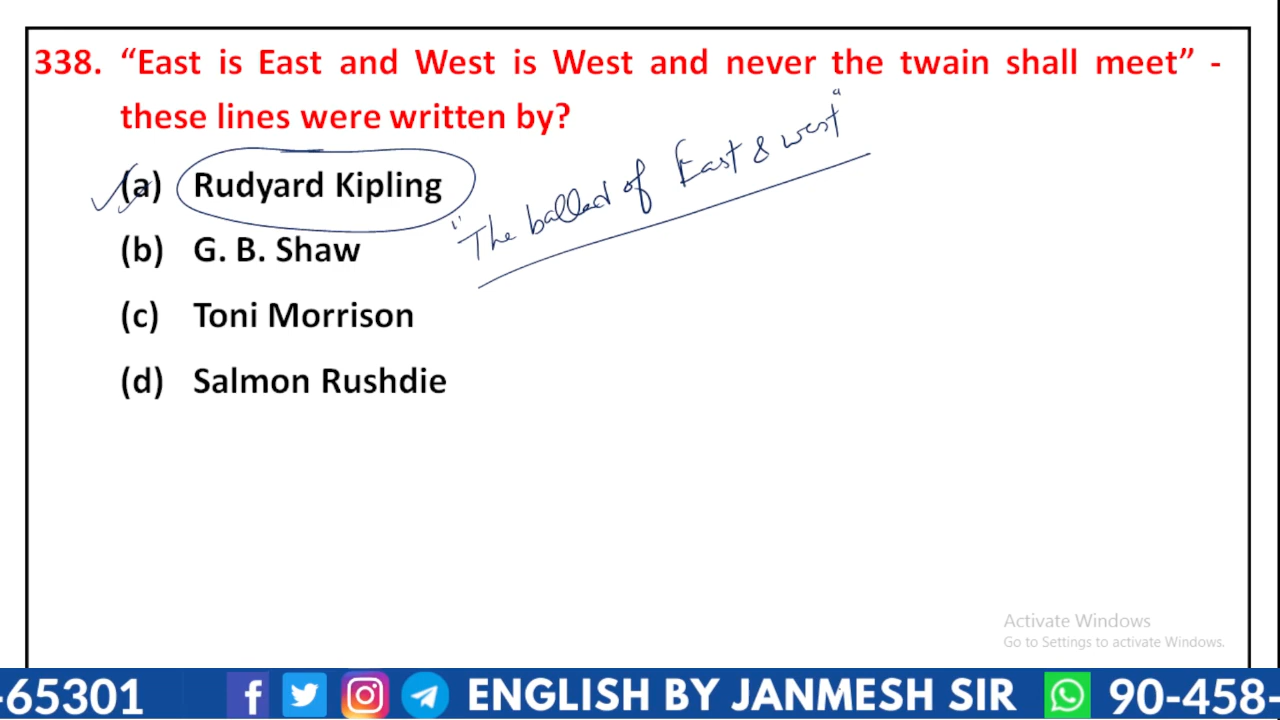 338. “East is East and West is West and never the twain shall meet” -
these lines were written by?
(a) Rudyard Kipling
"The ballad of East & west"
(b) G. B. Shaw
(c) Toni Morrison
(d) Salmon Rushdie
Activate Windows
Go to Settings to activate Windows.
-65301 f ENGLISH BY JANMESH SIR 90-458-